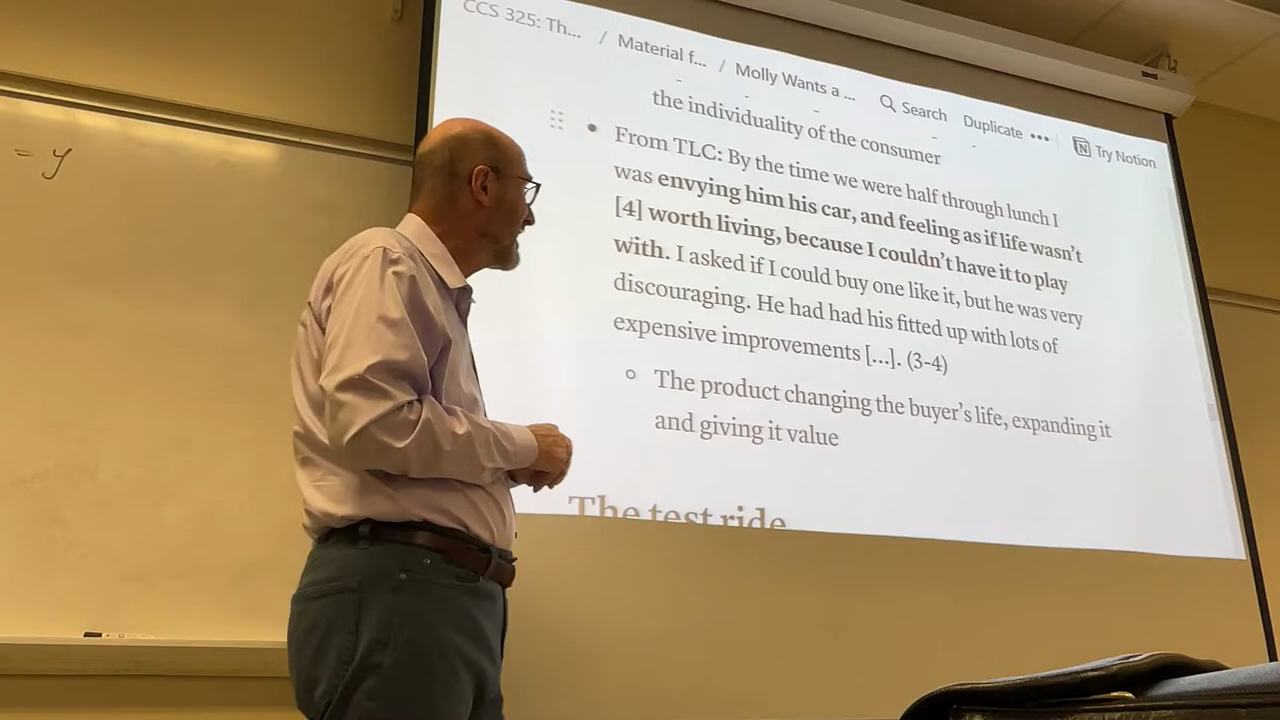 CCS 325: Th... / Material f... / Molly Wants a ... Search Duplicate ••• Try Notion
the individuality of the consumer
• From TLC: By the time we were half through lunch I
was envying him his car, and feeling as if life wasn't
[4] worth living, because I couldn't have it to play
with. I asked if I could buy one like it, but he was very
discouraging. He had had his fitted up with lots of
expensive improvements [...]. (3-4)
○ The product changing the buyer's life, expanding it
and giving it value
The test ride
= y